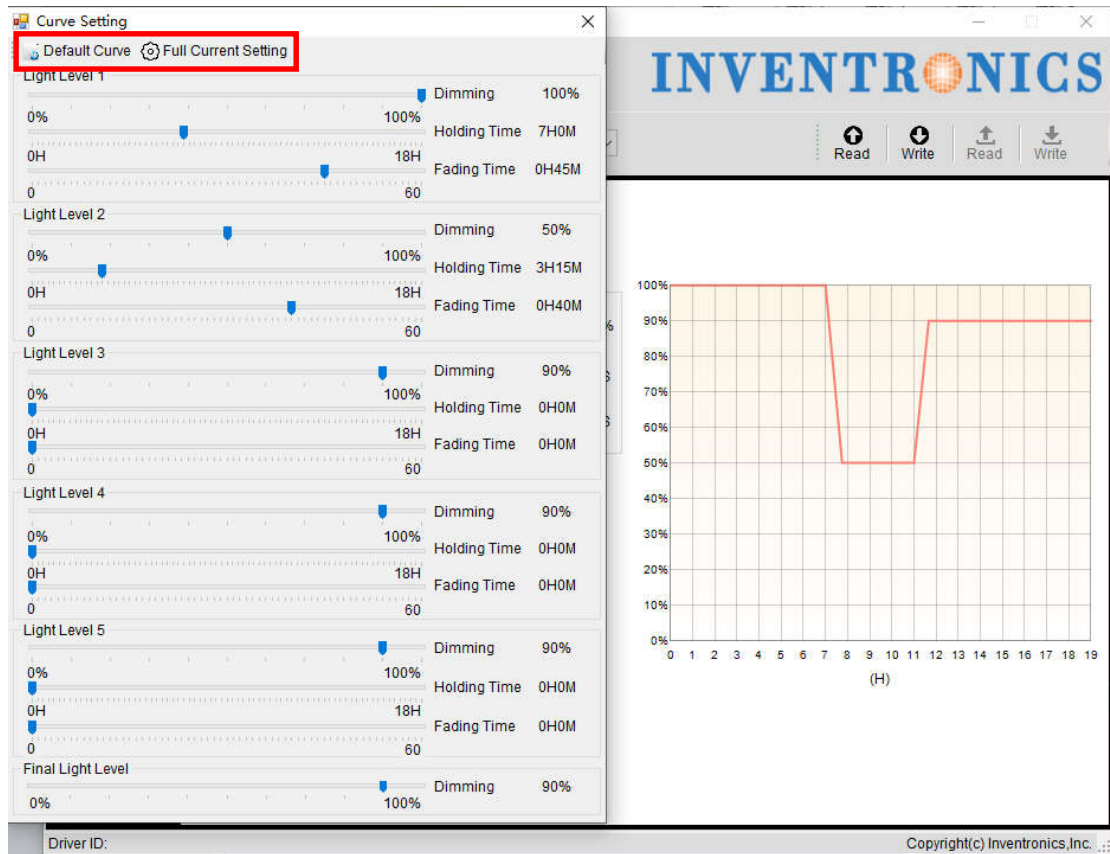 Curve Setting
Default Curve Full Current Setting
Light Level 1
Dimming 100%
0% 100%
Holding Time 7H0M
0H 18H
Fading Time 0H45M
0 60
Light Level 2
Dimming 50%
0% 100%
Holding Time 3H15M
0H 18H
Fading Time 0H40M
0 60
Light Level 3
Dimming 90%
0% 100%
Holding Time 0H0M
0H 18H
Fading Time 0H0M
0 60
Light Level 4
Dimming 90%
0% 100%
Holding Time 0H0M
0H 18H
Fading Time 0H0M
0 60
Light Level 5
Dimming 90%
0% 100%
Holding Time 0H0M
0H 18H
Fading Time 0H0M
0 60
Final Light Level
Dimming 90%
0% 100%
INVENTRONICS
Read Write Read Write
%
S
S
100%
90%
80%
70%
60%
50%
40%
30%
20%
10%
0%
0 1 2 3 4 5 6 7 8 9 10 11 12 13 14 15 16 17 18 19
(H)
Driver ID: Copyright(c) Inventronics,Inc.